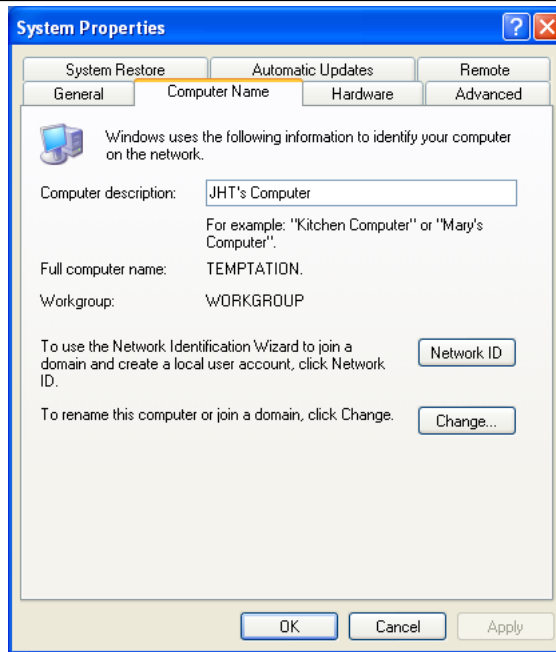 System Properties
System Restore Automatic Updates Remote
General Computer Name Hardware Advanced
Windows uses the following information to identify your computer
on the network.
Computer description: JHT's Computer
For example: "Kitchen Computer" or "Mary's
Computer".
Full computer name: TEMPTATION.
Workgroup: WORKGROUP
To use the Network Identification Wizard to join a
domain and create a local user account, click Network
ID.
Network ID
To rename this computer or join a domain, click Change.
Change...
OK Cancel Apply